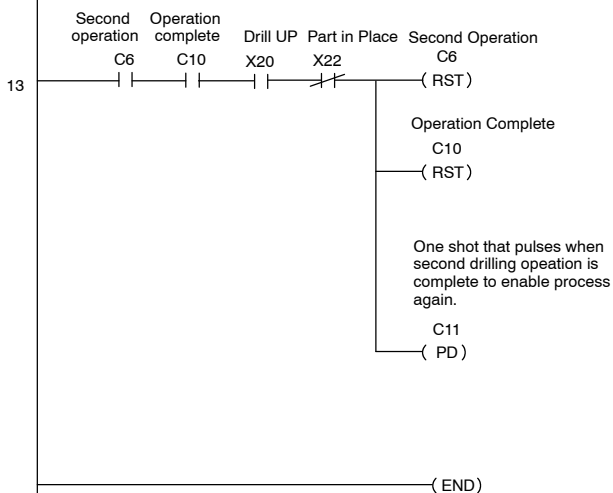 Second Operation
operation complete Drill UP Part in Place Second Operation
C6 C10 X20 X22 C6
13 ( RST )
Operation Complete
C10
( RST )
One shot that pulses when
second drilling opeation is
complete to enable process
again.
C11
( PD )
( END )